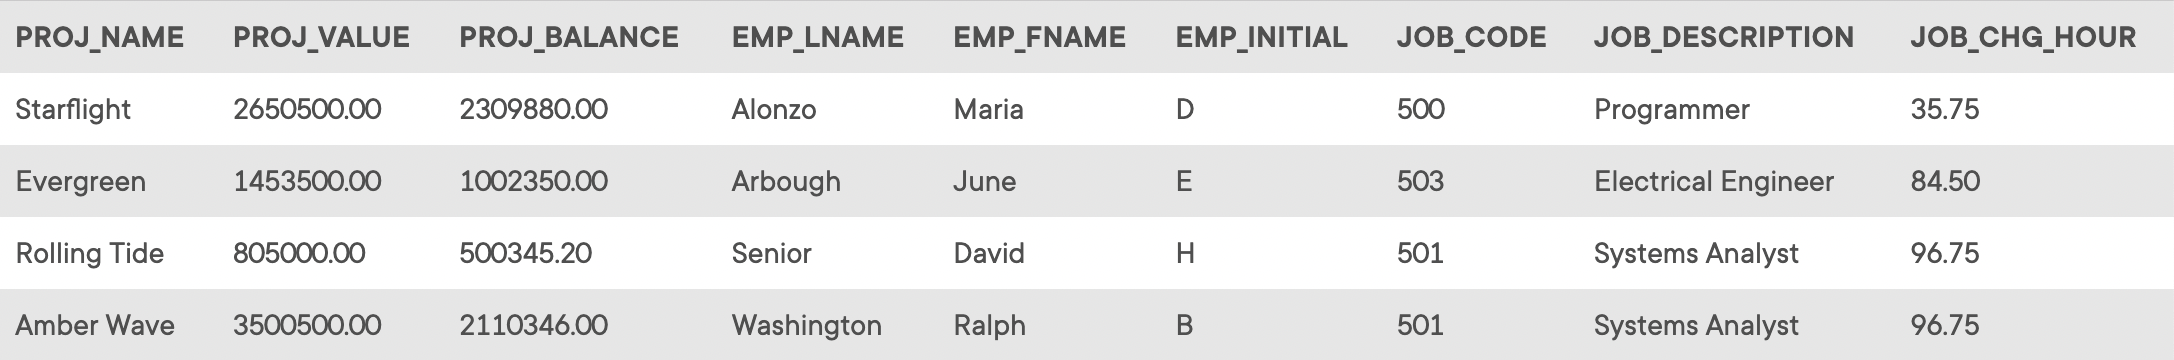 PROJ_NAME PROJ_VALUE PROJ_BALANCE EMP_LNAME EMP_FNAME EMP_INITIAL JOB_CODE JOB_DESCRIPTION JOB_CHG_HOUR
Starflight 2650500.00 2309880.00 Alonzo Maria D 500 Programmer 35.75
Evergreen 1453500.00 1002350.00 Arbough June E 503 Electrical Engineer 84.50
Rolling Tide 805000.00 500345.20 Senior David H 501 Systems Analyst 96.75
Amber Wave 3500500.00 2110346.00 Washington Ralph B 501 Systems Analyst 96.75